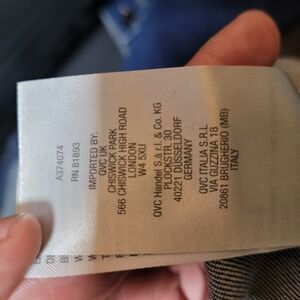 A374074
RN 81893
IMPORTED BY:
QVC UK
CHISWICK PARK
566 CHISWICK HIGH ROAD
LONDON
W4 5XU
QVC Handel S.à r.l. & Co. KG
PLOCKSTR. 30
40221 DÜSSELDORF
GERMANY
QVC ITALIA S.R.L.
VIA GUZZINA 18
20861 BRUGHERIO (MB)
ITALY